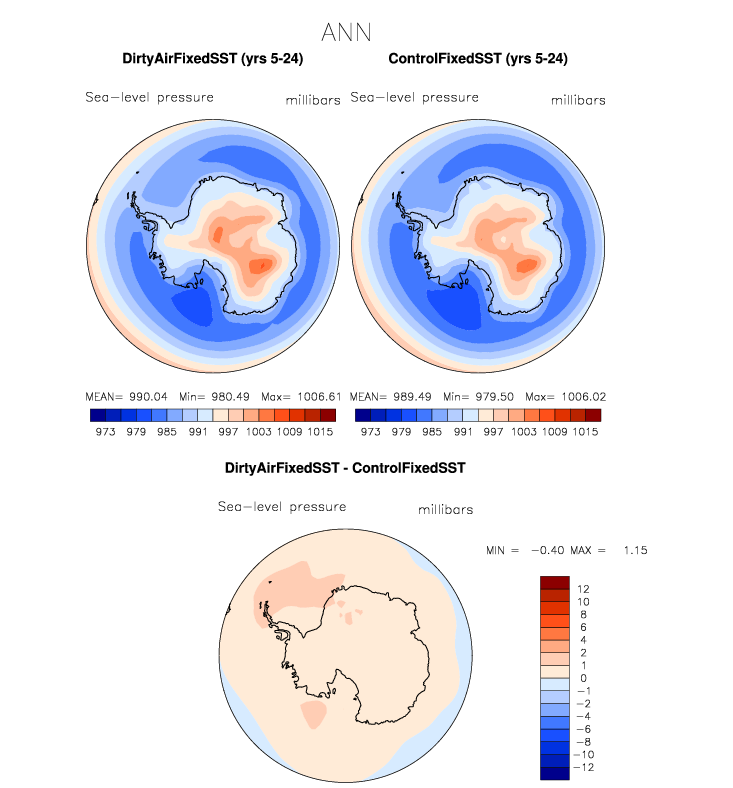 ANN
DirtyAirFixedSST (yrs 5-24)
ControlFixedSST (yrs 5-24)
Sea-level pressure
millibars
Sea-level pressure
millibars
MEAN= 990.04 Min= 980.49 Max= 1006.61
MEAN= 989.49 Min= 979.50 Max= 1006.02
973 979 985 991 997 1003 1009 1015
973 979 985 991 997 1003 1009 1015
DirtyAirFixedSST - ControlFixedSST
Sea-level pressure
millibars
MIN = -0.40 MAX = 1.15
12
10
8
6
4
2
1
0
-1
-2
-4
-6
-8
-10
-12